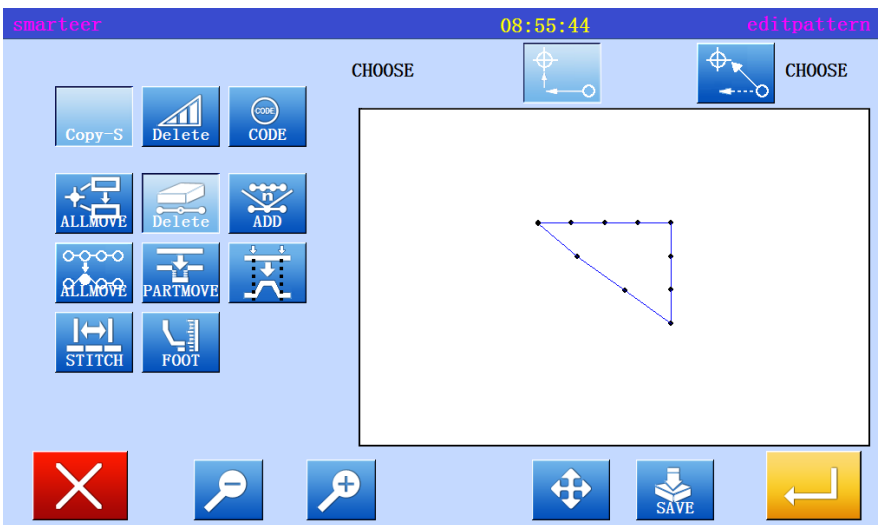 smarteer 08:55:44 editpattern
CHOOSE CHOOSE
Copy-S Delete CODE CODE
ALLMOVE Delete n ADD
ALLMOVE PARTMOVE
STITCH FOOT
SAVE